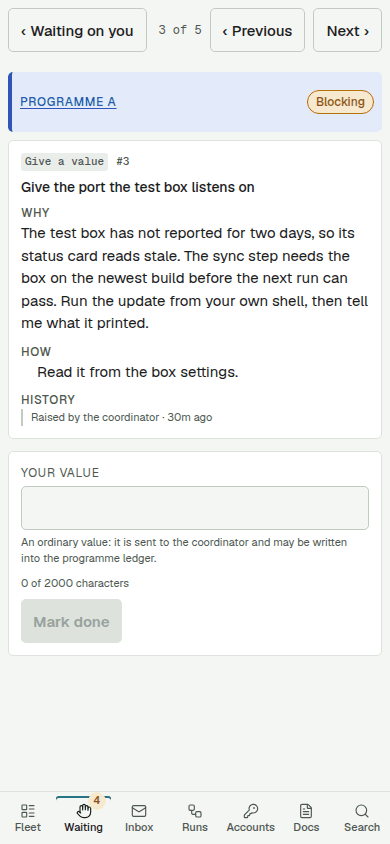 ‹ Waiting on you
3 of 5
‹ Previous
Next ›
PROGRAMME A
Blocking
Give a value #3
Give the port the test box listens on
WHY
The test box has not reported for two days, so its
status card reads stale. The sync step needs the
box on the newest build before the next run can
pass. Run the update from your own shell, then tell
me what it printed.
HOW
Read it from the box settings.
HISTORY
Raised by the coordinator · 30m ago
YOUR VALUE
An ordinary value: it is sent to the coordinator and may be written
into the programme ledger.
0 of 2000 characters
Mark done
4
Fleet
Waiting
Inbox
Runs
Accounts
Docs
Search